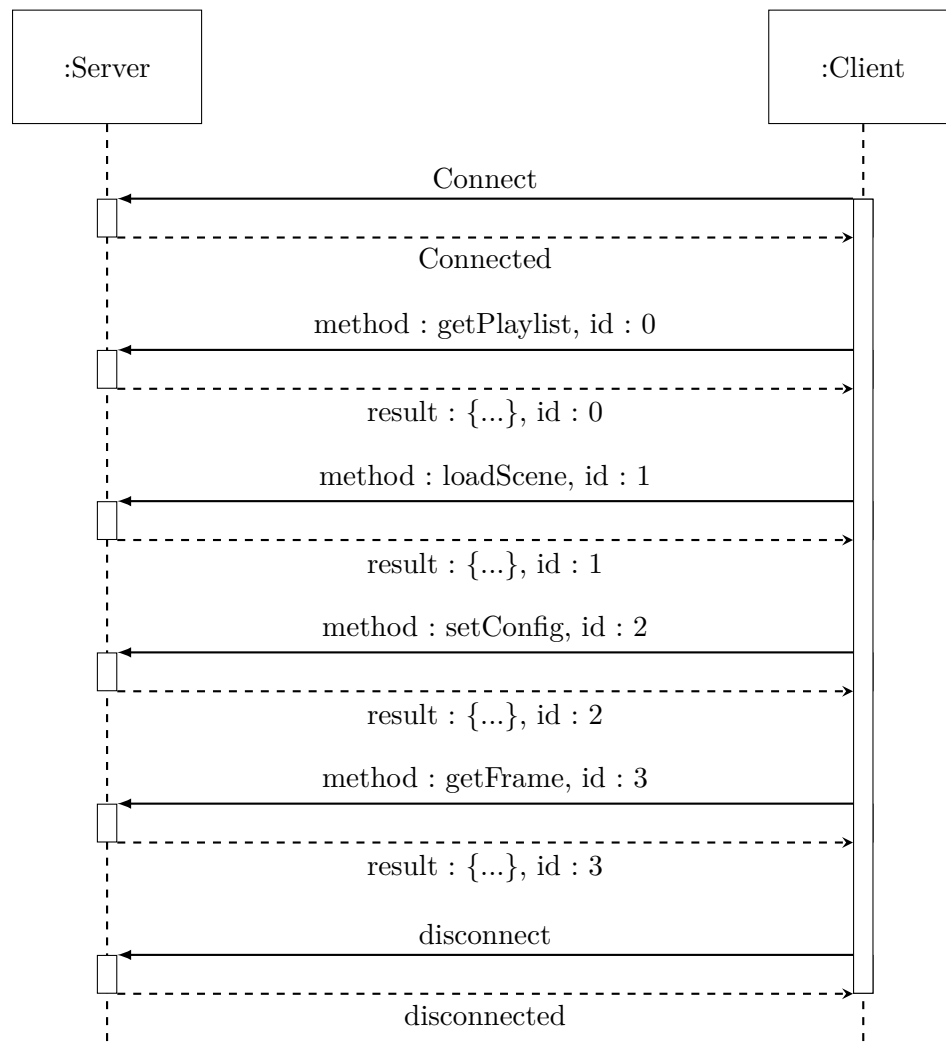 :Server
:Client
Connect
Connected
method : getPlaylist, id : 0
result : {...}, id : 0
method : loadScene, id : 1
result : {...}, id : 1
method : setConfig, id : 2
result : {...}, id : 2
method : getFrame, id : 3
result : {...}, id : 3
disconnect
disconnected